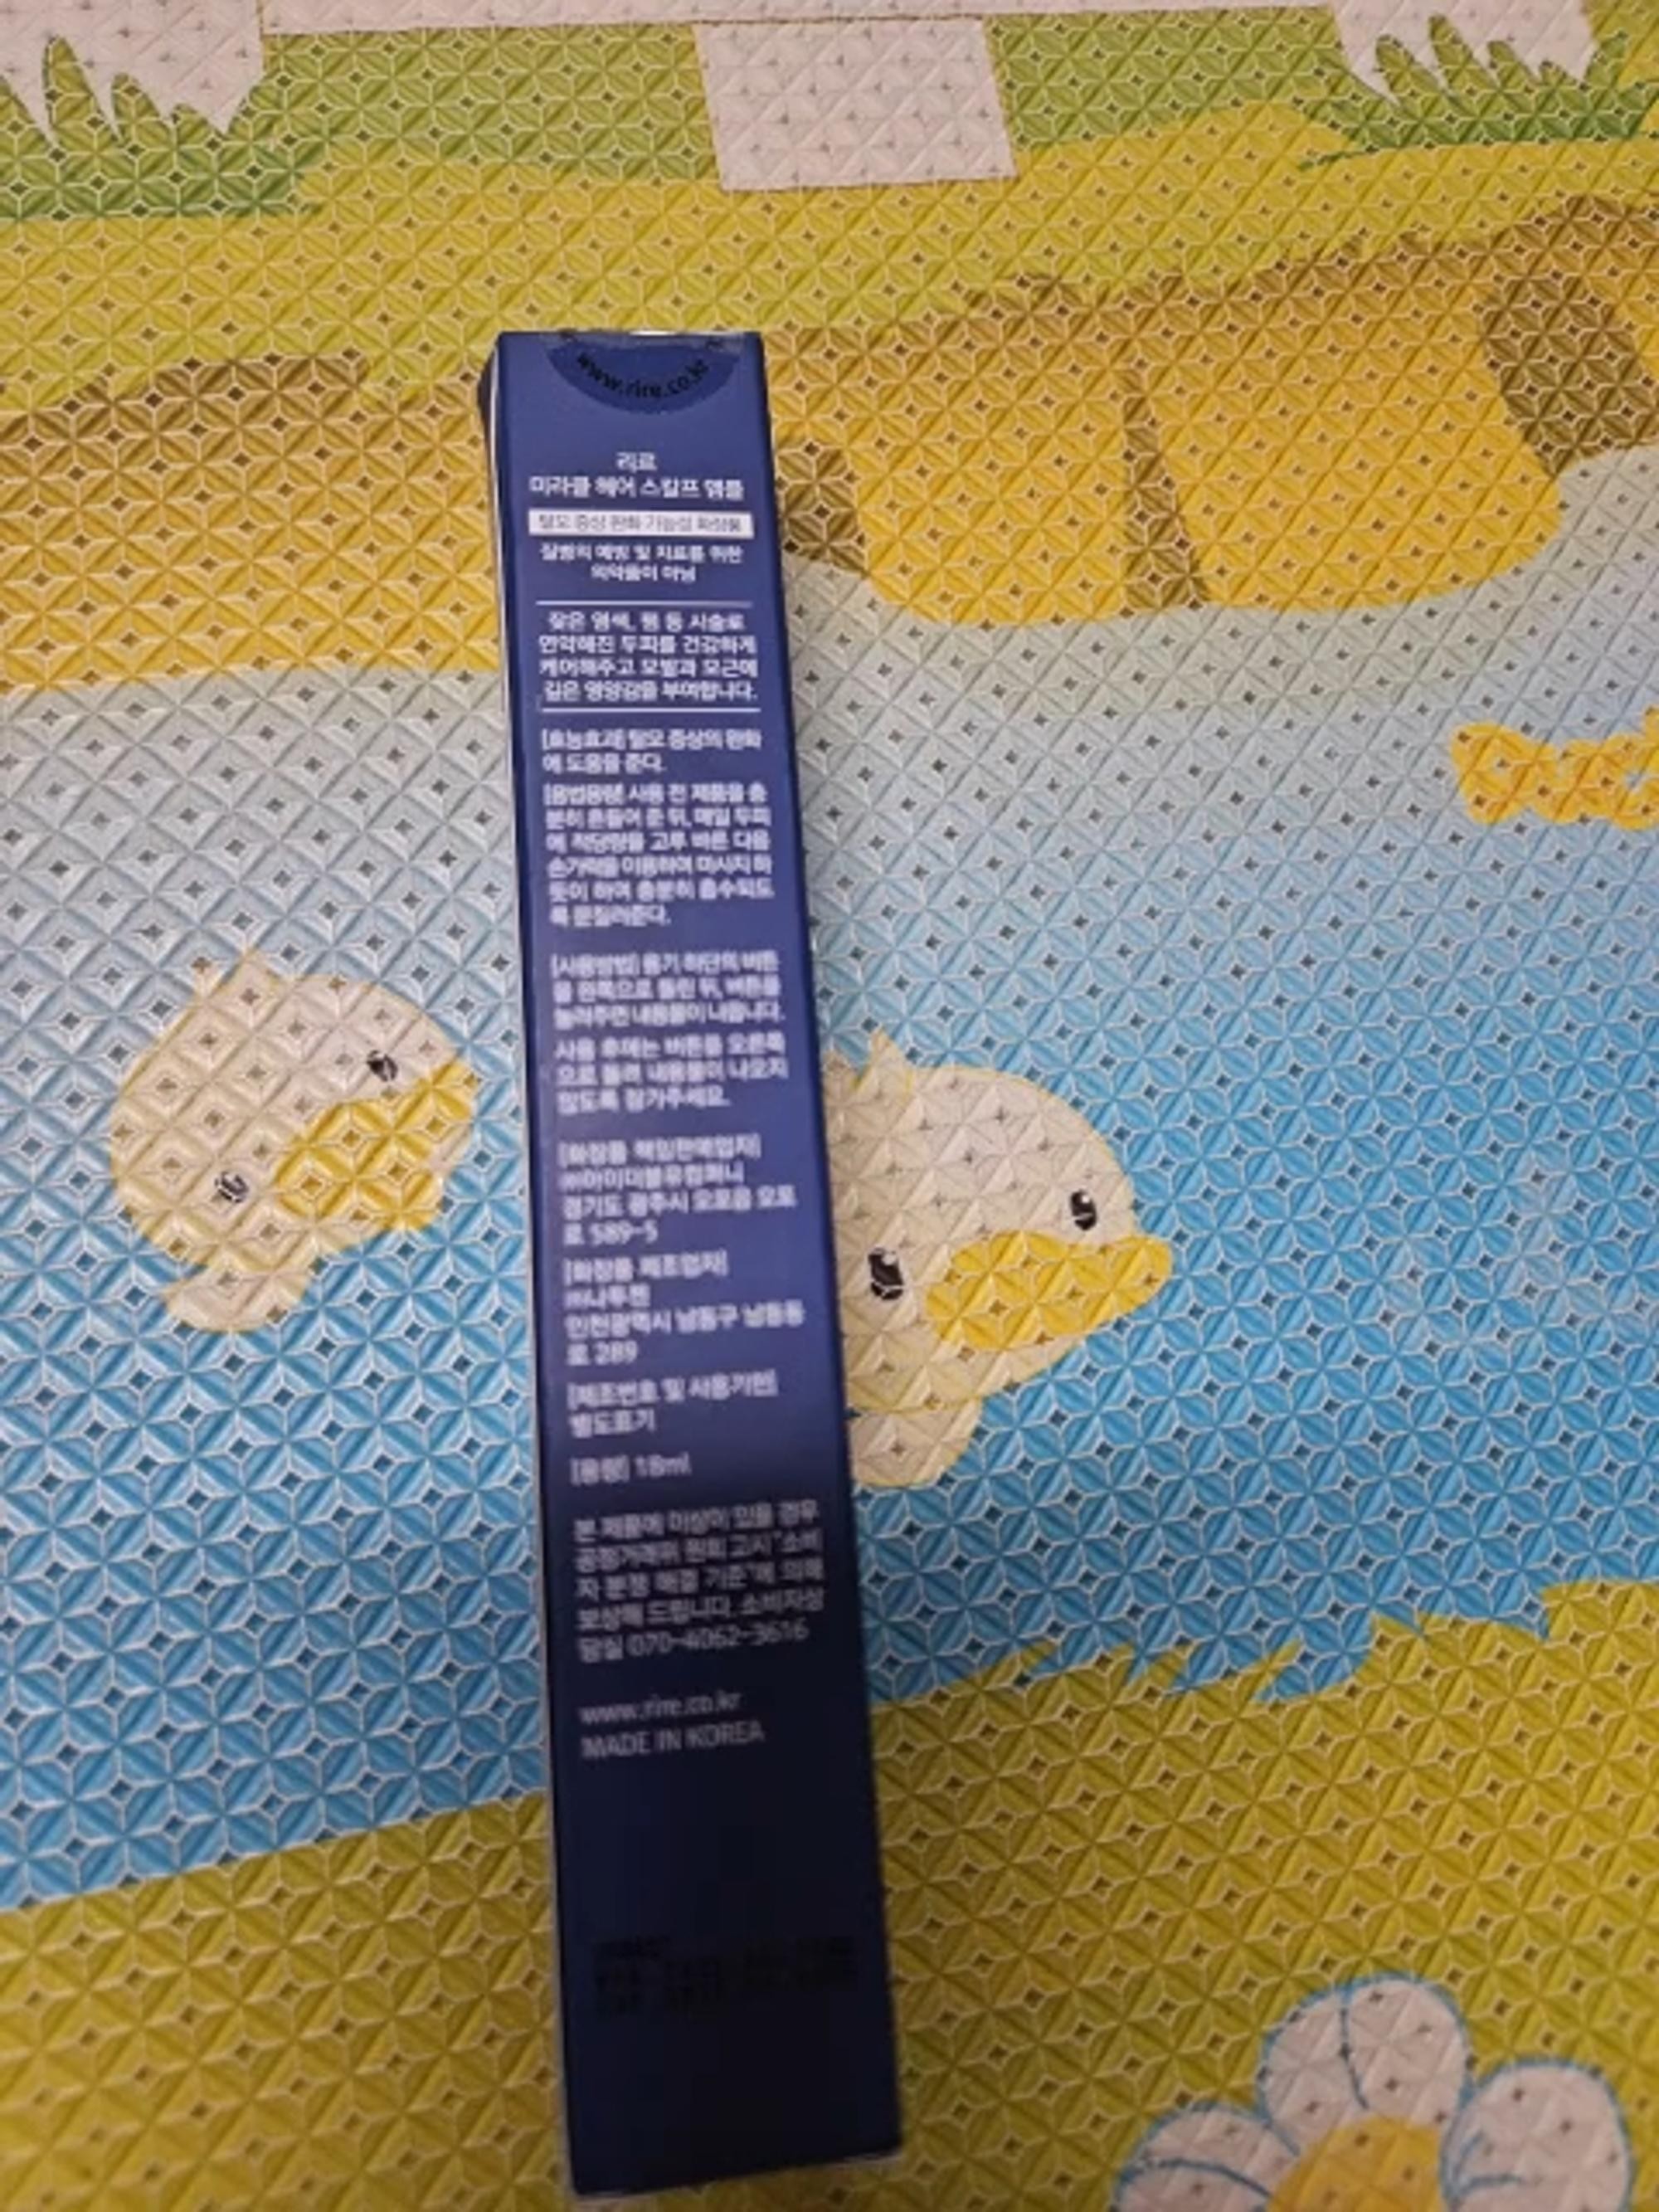 www.rire.co.kr
리르
미라클 헤어 스칼프 앰플
탈모 증상 완화 기능성 화장품
질병의 예방 및 치료를 위한
의약품이 아님
잦은 염색, 펌 등 시술로
연약해진 두피를 건강하게
케어해주고 모발과 모근에
깊은 영양감을 부여합니다.
[효능효과] 탈모 증상의 완화
에 도움을 준다.
[용법용량] 사용 전 제품을 충
분히 흔들어 준 뒤, 매일 두피
에 적당량을 고루 바른 다음
손가락을 이용하여 마사지 하
듯이 하여 충분히 흡수되도
록 문질러준다.
[사용방법] 용기 하단의 버튼
을 왼쪽으로 돌린 뒤, 버튼을
눌러주면 내용물이 나옵니다.
사용 후에는 버튼을 오른쪽
으로 돌려 내용물이 나오지
않도록 잠가주세요.
[화장품 책임판매업자]
㈜아이더블유컴퍼니
경기도 광주시 오포읍 오포
로 589-5
[화장품 제조업자]
㈜나투젠
인천광역시 남동구 남동동
로 289
[제조번호 및 사용기한]
별도표기
[용량] 18ml
본 제품에 이상이 있을 경우
공정거래위 원회 고시 "소비
자 분쟁 해결 기준"에 의해
보상해 드립니다. 소비자상
담실 070-4062-3616
www.rire.co.kr
MADE IN KOREA